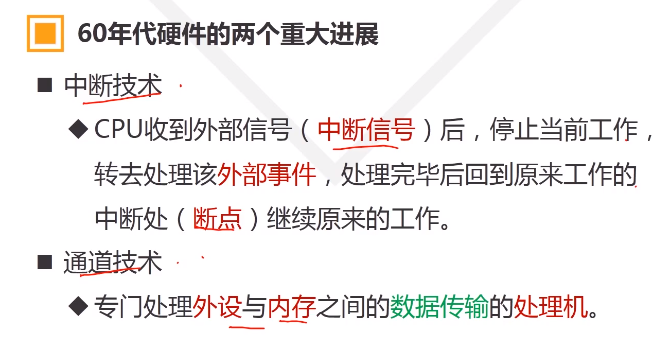 60年代硬件的两个重大进展
■ 中断技术
◆ CPU收到外部信号（中断信号）后，停止当前工作，
转去处理该外部事件，处理完毕后回到原来工作的
中断处（断点）继续原来的工作。
■ 通道技术
◆ 专门处理外设与内存之间的数据传输的处理机。